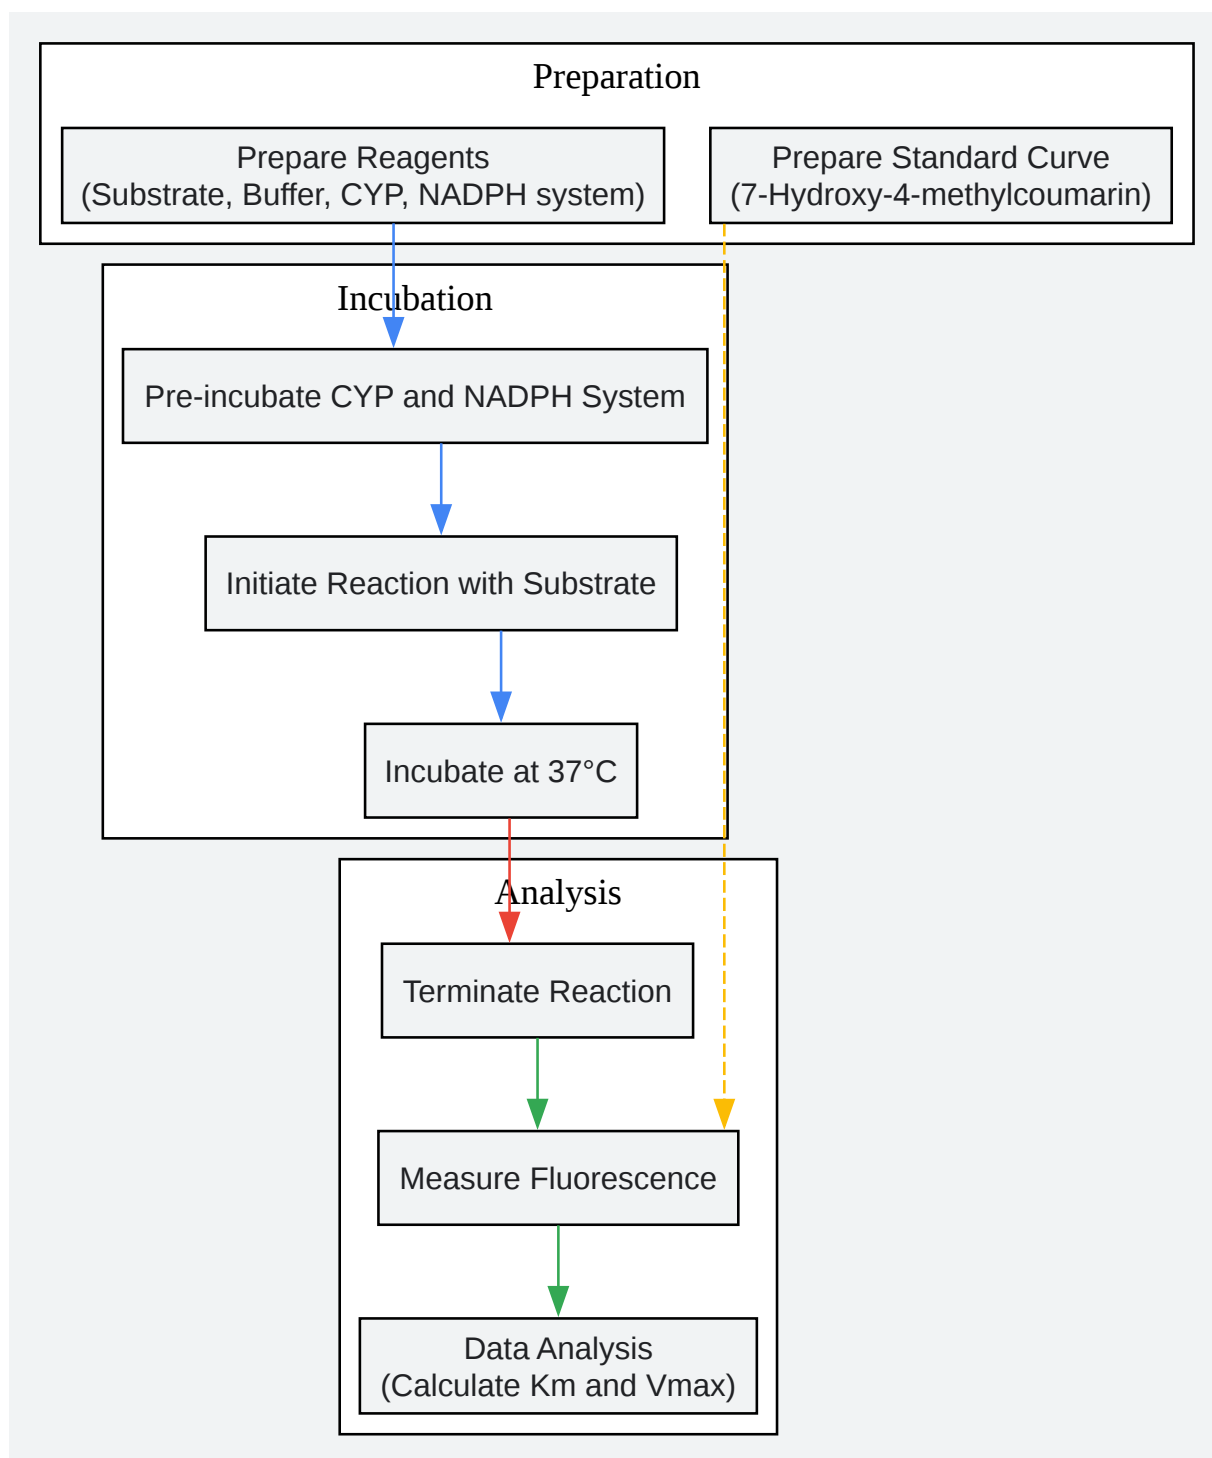 Preparation
Prepare Reagents
(Substrate, Buffer, CYP, NADPH system)
Prepare Standard Curve
(7-Hydroxy-4-methylcoumarin)
Incubation
Pre-incubate CYP and NADPH System
Initiate Reaction with Substrate
Incubate at 37°C
Analysis
Terminate Reaction
Measure Fluorescence
Data Analysis
(Calculate Km and Vmax)